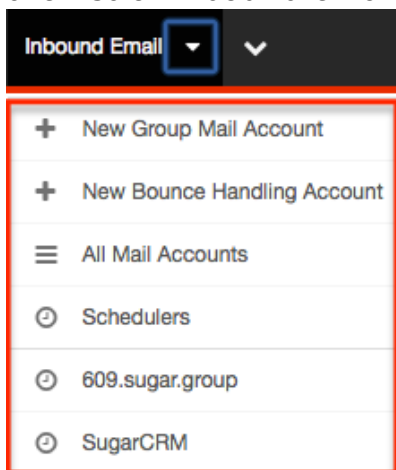 Inbound Email
New Group Mail Account
New Bounce Handling Account
All Mail Accounts
Schedulers
609.sugar.group
SugarCRM